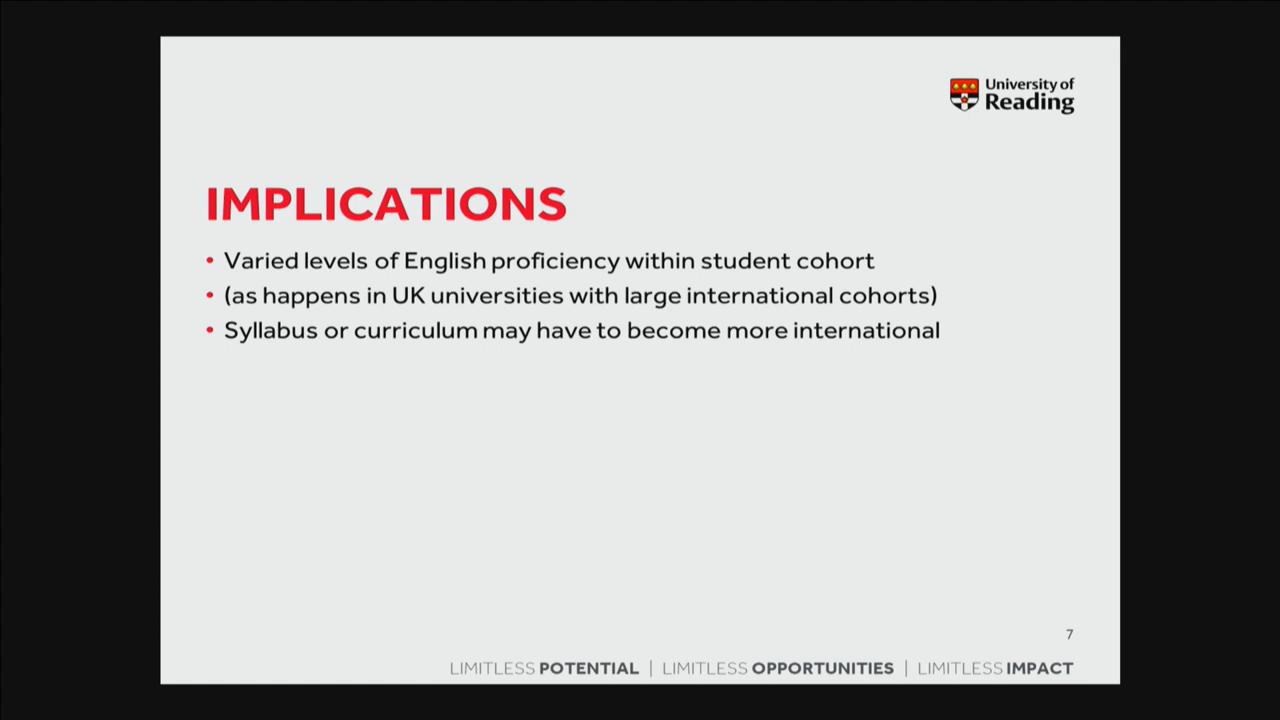 University of
Reading
IMPLICATIONS
• Varied levels of English proficiency within student cohort
• (as happens in UK universities with large international cohorts)
• Syllabus or curriculum may have to become more international
7
LIMITLESS POTENTIAL | LIMITLESS OPPORTUNITIES | LIMITLESS IMPACT